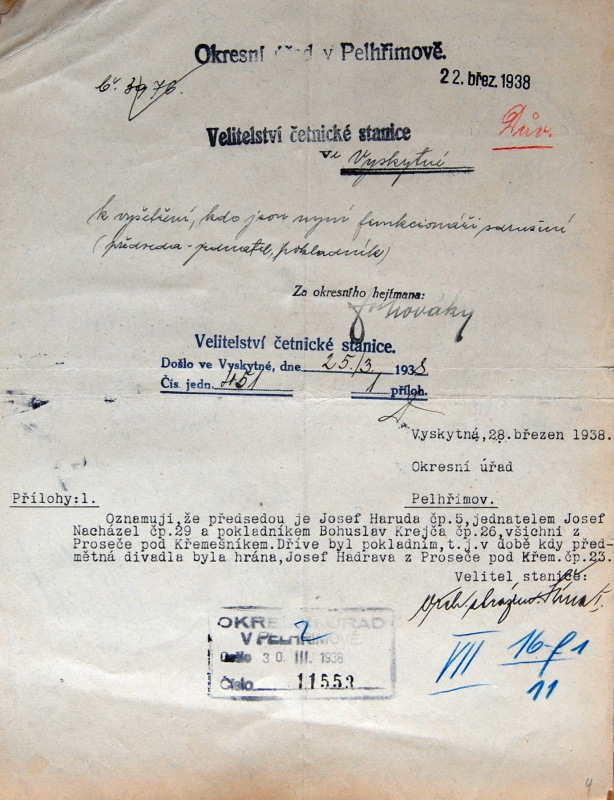 Okresní úřad v Pelhřimově.
22. břez. 1938
Dův.
Velitelství četnické stanice
ve Vyskytné
k vyšetření, kdo jsou nyní funkcionáři sdružení
(předseda - jednatel, pokladník)
Za okresního hejtmana:
Velitelství četnické stanice.
Došlo ve Vyskytné, dne 25./3. 1938.
Čís. jedn. 451 1 příloh.
Vyskytná,28.březen 1938.
Okresní úřad
Přílohy:1. Pelhřimov.
Oznamuji,že předsedou je Josef Haruda čp.5,jednatelem Josef
Nacházel čp.29 a pokladníkem Bohuslav Krejča čp.26,všichni z
Proseče pod Křemešníkem.Dříve byl pokladním,t.j.v době kdy před-
mětná divadla byla hrána,Josef Hadrava z Proseče pod Křem.čp.23.
Velitel stanice:
OKRESNÍ ÚŘAD
V PELHŘIMOVĚ.
Došlo 30. III. 1938
Číslo 11553
2
VII 16-21
11
4